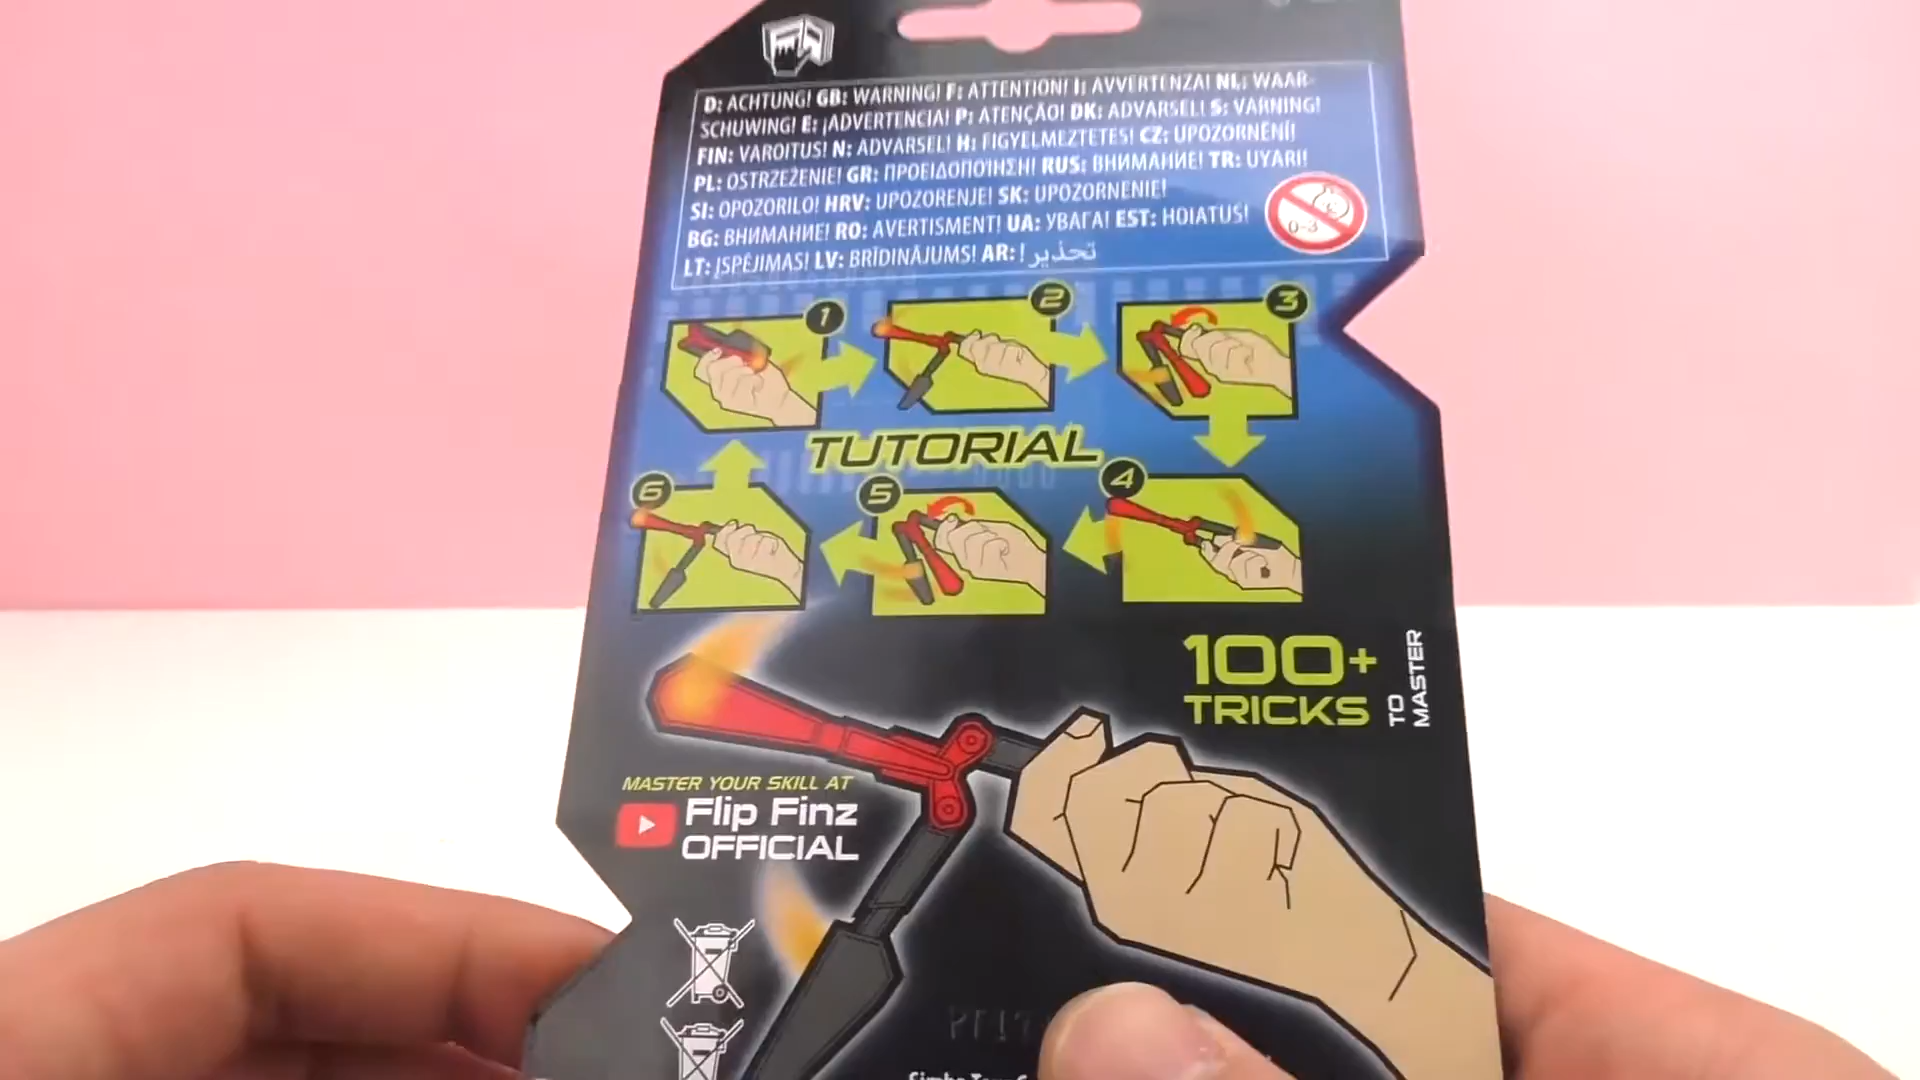 D: ACHTUNG! GB: WARNING! F: ATTENTION! I: AVVERTENZA! NL: WAAR-
SCHUWING! E: ¡ADVERTENCIA! P: ATENÇÃO! DK: ADVARSEL! S: VARNING!
FIN: VAROITUS! N: ADVARSEL! H: FIGYELMEZTETES! CZ: UPOZORNĚNÍ!
PL: OSTRZEŻENIE! GR: ΠΡΟΕΙΔΟΠΟΊΗΣΗ! RUS: ВНИМАНИЕ! TR: UYARI!
SI: OPOZORILO! HRV: UPOZORENJE! SK: UPOZORNENIE!
BG: ВНИМАНИЕ! RO: AVERTISMENT! UA: УВАГА! EST: HOIATUS!
LT: ĮSPĖJIMAS! LV: BRĪDINĀJUMS! AR: تحذير!
0-3
1
2
3
TUTORIAL
6
5
4
100+
TRICKS
TO
MASTER
MASTER YOUR SKILL AT
Flip Finz
OFFICIAL